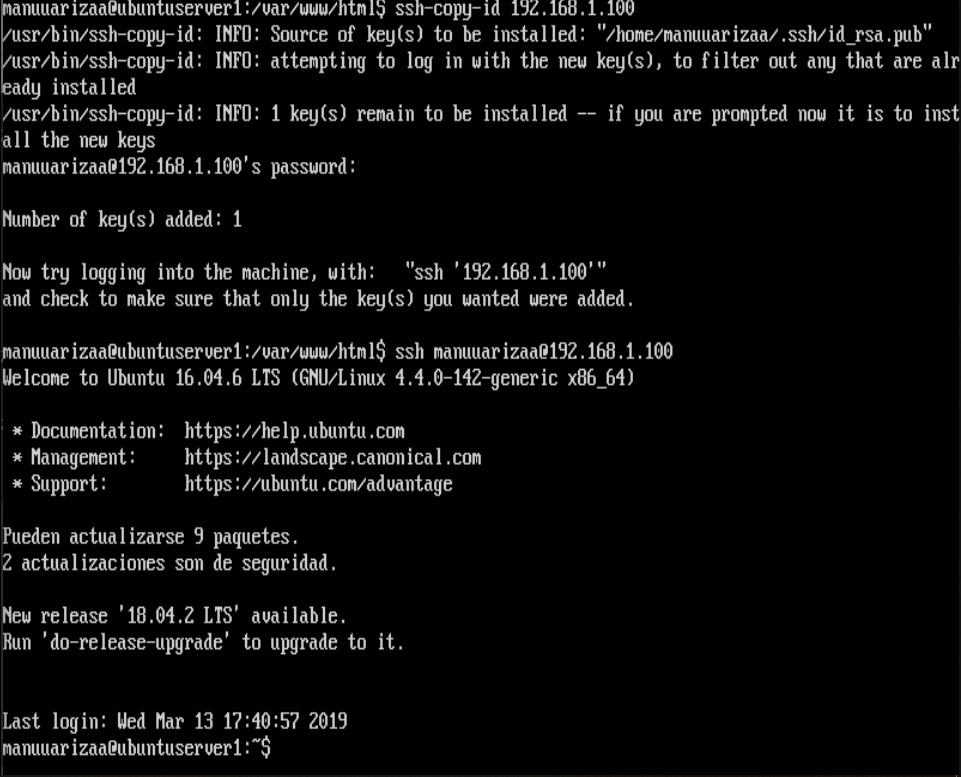 manuuarizaa@ubuntuserver1:/var/www/html$ ssh-copy-id 192.168.1.100
/usr/bin/ssh-copy-id: INFO: Source of key(s) to be installed: "/home/manuuarizaa/.ssh/id_rsa.pub"
/usr/bin/ssh-copy-id: INFO: attempting to log in with the new key(s), to filter out any that are alr
eady installed
/usr/bin/ssh-copy-id: INFO: 1 key(s) remain to be installed -- if you are prompted now it is to inst
all the new keys
manuuarizaa@192.168.1.100's password:
Number of key(s) added: 1
Now try logging into the machine, with:   "ssh '192.168.1.100'"
and check to make sure that only the key(s) you wanted were added.
manuuarizaa@ubuntuserver1:/var/www/html$ ssh manuuarizaa@192.168.1.100
Welcome to Ubuntu 16.04.6 LTS (GNU/Linux 4.4.0-142-generic x86_64)
* Documentation:  https://help.ubuntu.com
* Management:     https://landscape.canonical.com
* Support:        https://ubuntu.com/advantage
Pueden actualizarse 9 paquetes.
2 actualizaciones son de seguridad.
New release '18.04.2 LTS' available.
Run 'do-release-upgrade' to upgrade to it.
Last login: Wed Mar 13 17:40:57 2019
manuuarizaa@ubuntuserver1:~$